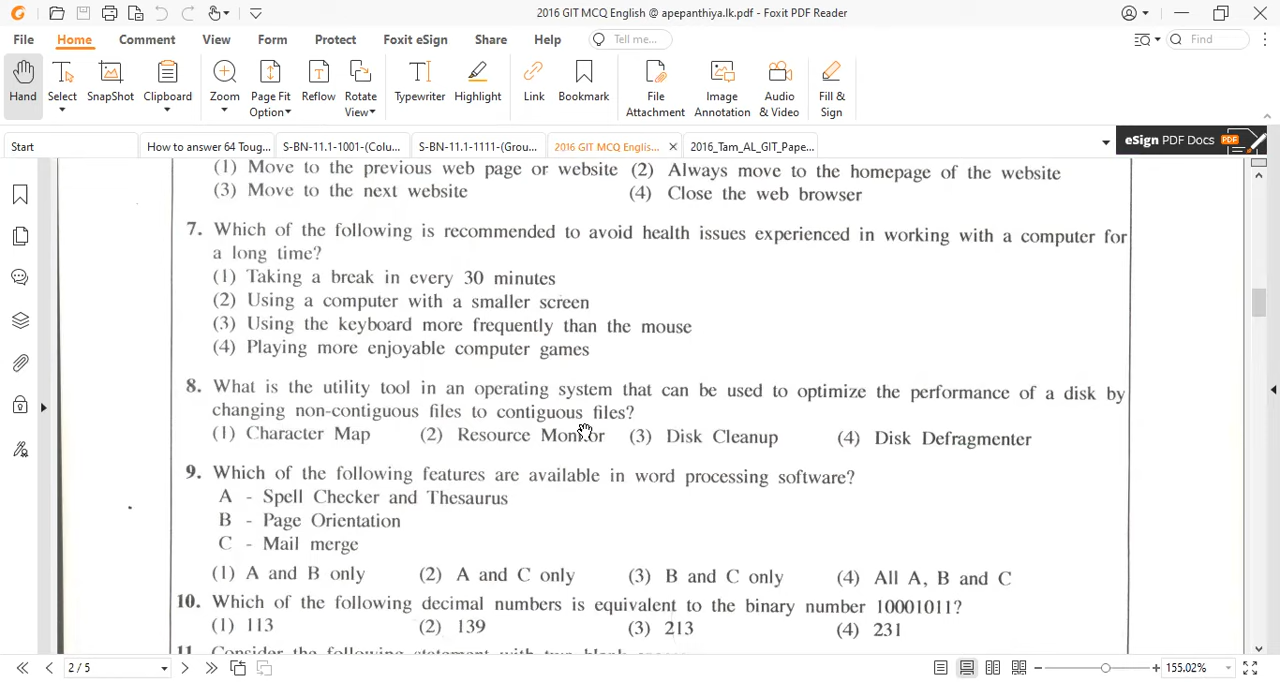 2016 GIT MCQ English @ apepanthiya.lk.pdf - Foxit PDF Reader
File Home Comment View Form Protect Foxit eSign Share Help Tell me... Find
Hand Select SnapShot Clipboard Zoom Page Fit Option Reflow Rotate View Typewriter Highlight Link Bookmark File Attachment Image Annotation Audio & Video Fill & Sign
Start How to answer 64 Toug... S-BN-11.1-1001-(Colu... S-BN-11.1-1111-(Grou... 2016 GIT MCQ Englis... 2016_Tam_AL_GIT_Pape... eSign PDF Docs PDF
(1) Move to the previous web page or website (2) Always move to the homepage of the website
(3) Move to the next website (4) Close the web browser
7. Which of the following is recommended to avoid health issues experienced in working with a computer for
a long time?
(1) Taking a break in every 30 minutes
(2) Using a computer with a smaller screen
(3) Using the keyboard more frequently than the mouse
(4) Playing more enjoyable computer games
8. What is the utility tool in an operating system that can be used to optimize the performance of a disk by
changing non-contiguous files to contiguous files?
(1) Character Map (2) Resource Monitor (3) Disk Cleanup (4) Disk Defragmenter
9. Which of the following features are available in word processing software?
A - Spell Checker and Thesaurus
B - Page Orientation
C - Mail merge
(1) A and B only (2) A and C only (3) B and C only (4) All A, B and C
10. Which of the following decimal numbers is equivalent to the binary number 10001011?
(1) 113 (2) 139 (3) 213 (4) 231
11. Consider the following statement with two blank
2 / 5 155.02%